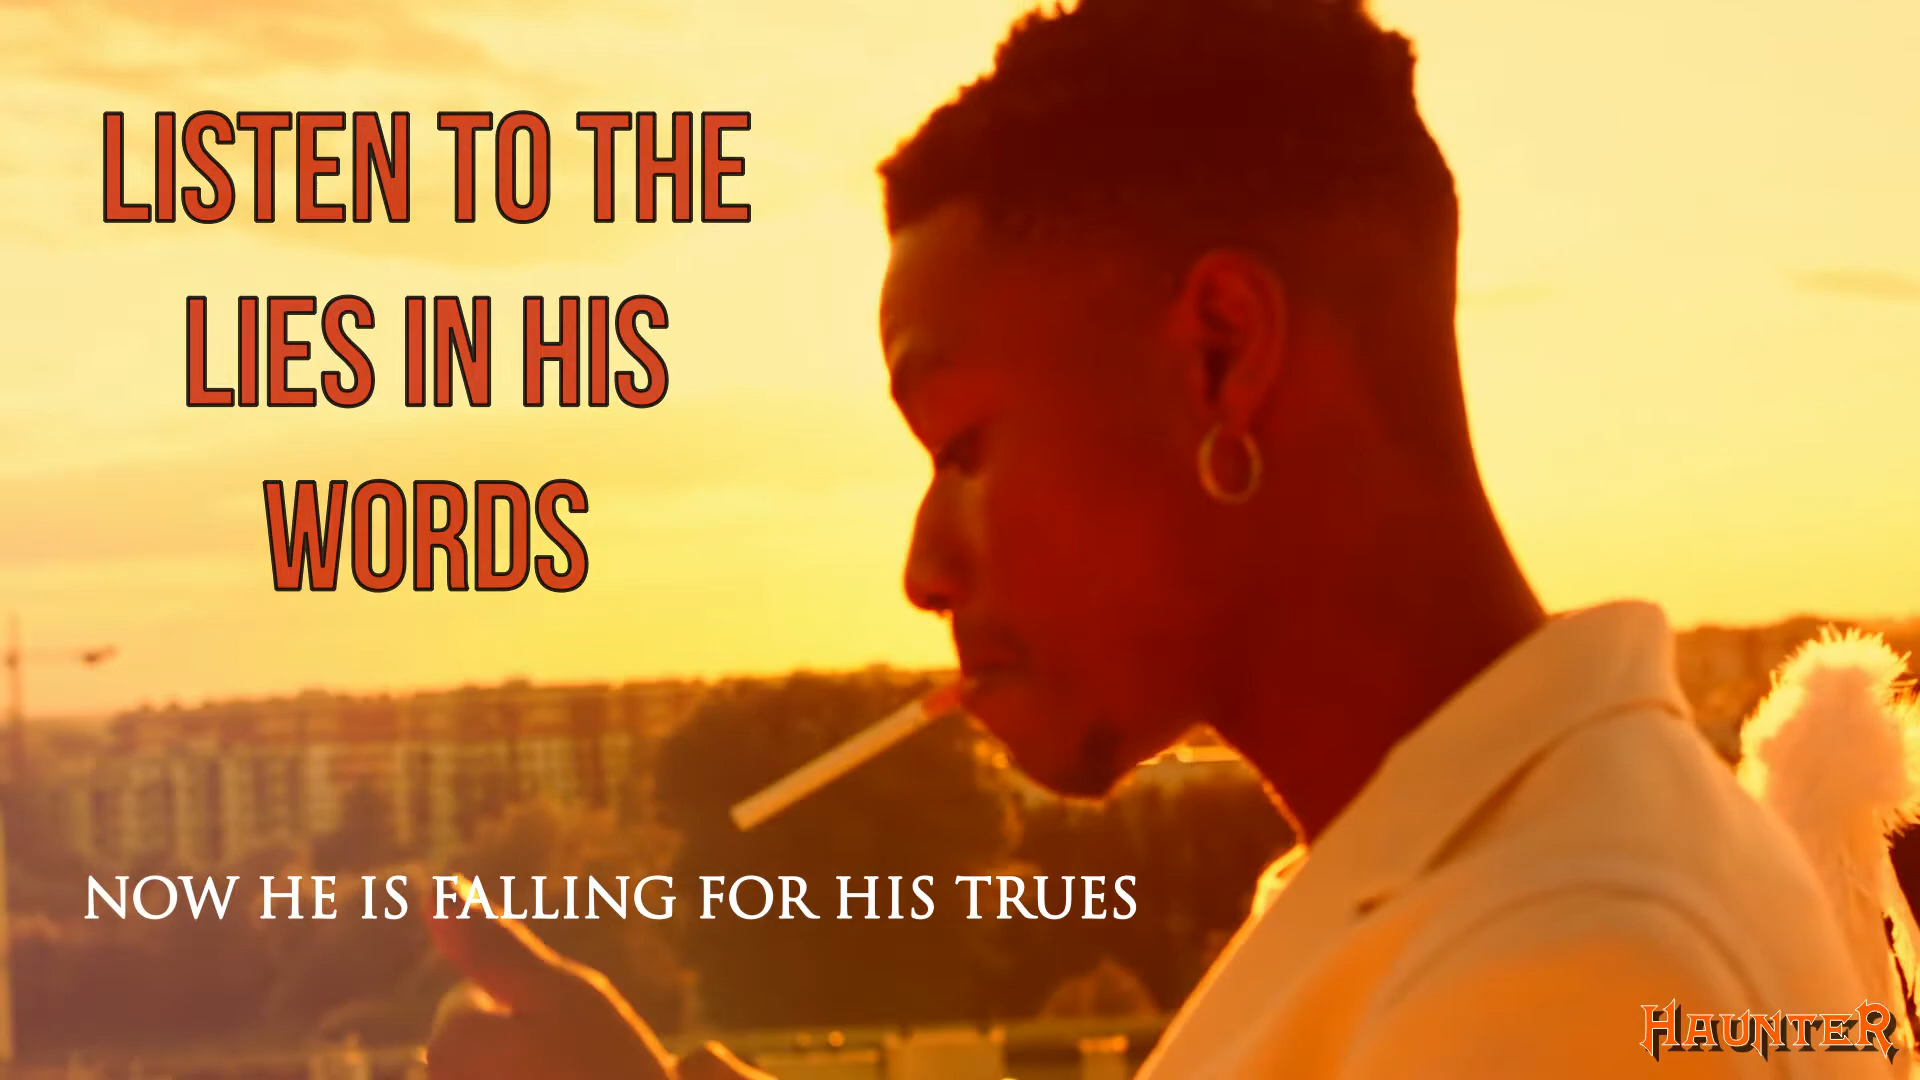 LISTEN TO THE
LIES IN HIS
WORDS
NOW HE IS FALLING FOR HIS TRUES
HAUNTER